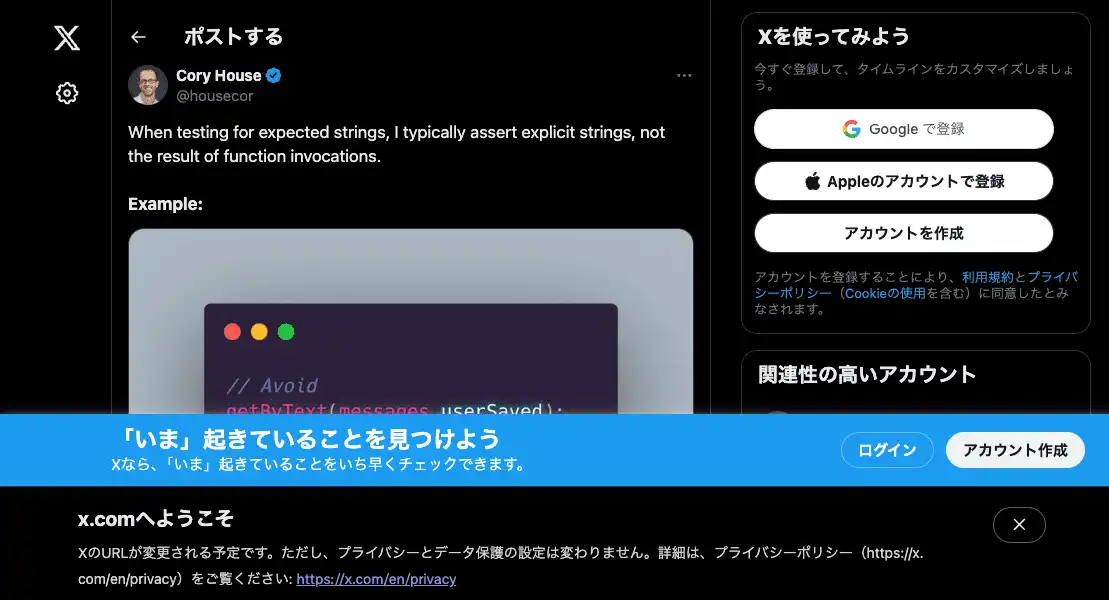 ポストする
Cory House
@housecor
When testing for expected strings, I typically assert explicit strings, not
the result of function invocations.
Example:
// Avoid
getByText(messages.userSaved);
Xを使ってみよう
今すぐ登録して、タイムラインをカスタマイズしましょ
う。
Google で登録
Appleのアカウントで登録
アカウントを作成
アカウントを登録することにより、利用規約とプライバ
シーポリシー（Cookieの使用を含む）に同意したとみ
なされます。
関連性の高いアカウント
「いま」起きていることを見つけよう
Xなら、「いま」起きていることをいち早くチェックできます。
ログイン
アカウント作成
x.comへようこそ
XのURLが変更される予定です。ただし、プライバシーとデータ保護の設定は変わりません。詳細は、プライバシーポリシー（https://x.
com/en/privacy）をご覧ください: https://x.com/en/privacy